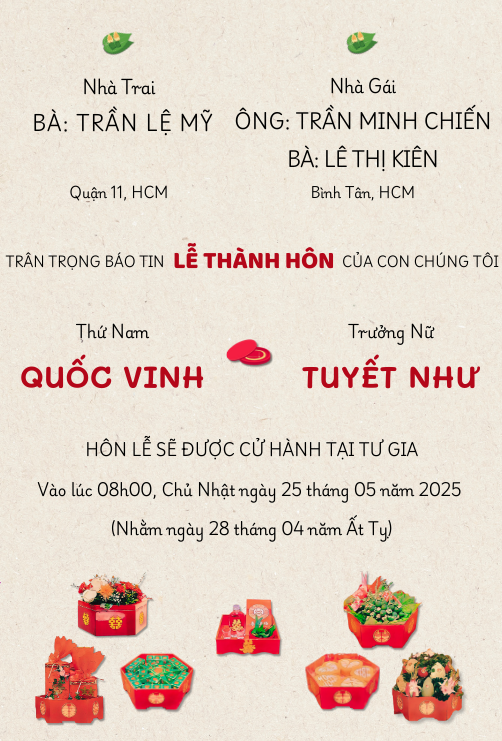 Nhà Trai
BÀ: TRẦN LỆ MỸ
Quận 11, HCM
Nhà Gái
ÔNG: TRẦN MINH CHIẾN
BÀ: LÊ THỊ KIÊN
Bình Tân, HCM
TRÂN TRỌNG BÁO TIN LỄ THÀNH HÔN CỦA CON CHÚNG TÔI
Thứ Nam
QUỐC VINH
Trưởng Nữ
TUYẾT NHƯ
HÔN LỄ SẼ ĐƯỢC CỬ HÀNH TẠI TƯ GIA
Vào lúc 08h00, Chủ Nhật ngày 25 tháng 05 năm 2025
(Nhằm ngày 28 tháng 04 năm Ất Tỵ)